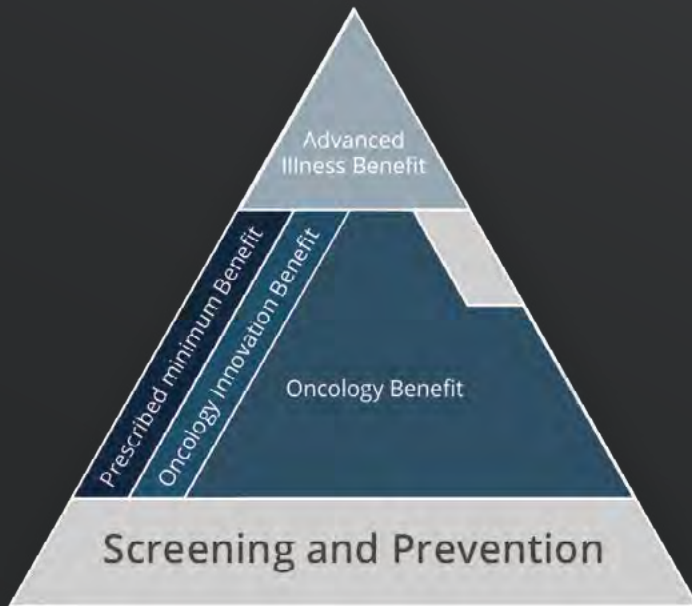 Advanced
Illness Benefit
Prescribed minimum Benefit
Oncology Innovation Benefit
Oncology Benefit
Screening and Prevention